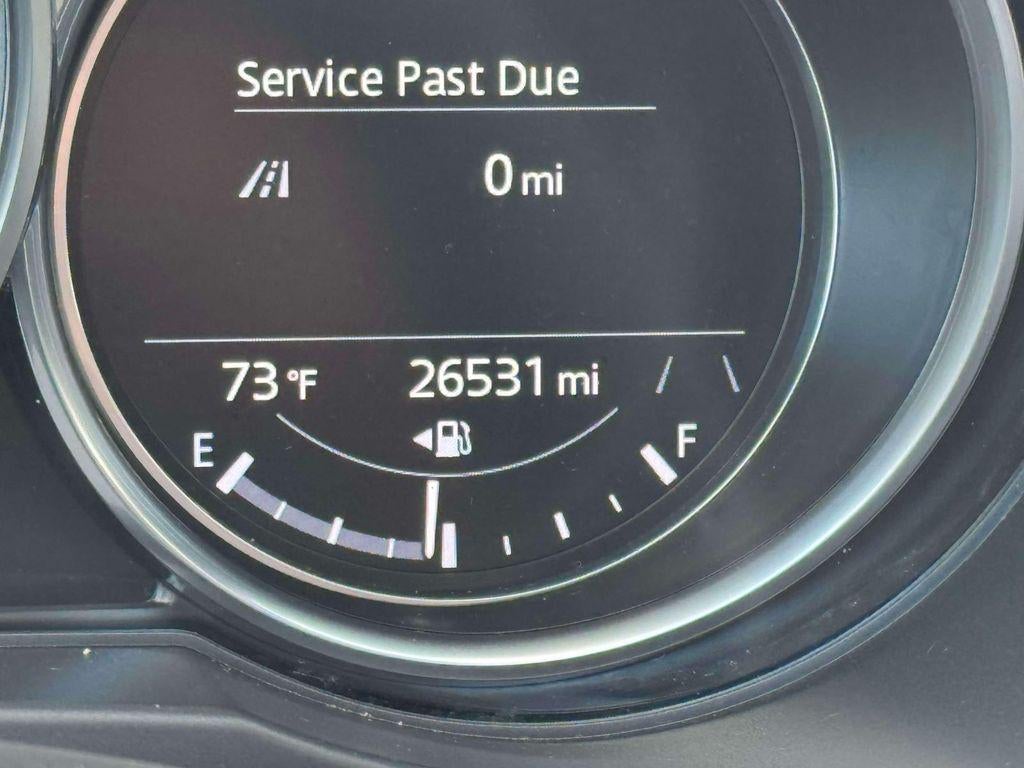 Service Past Due
0 mi
73 °F 26531 mi
E F